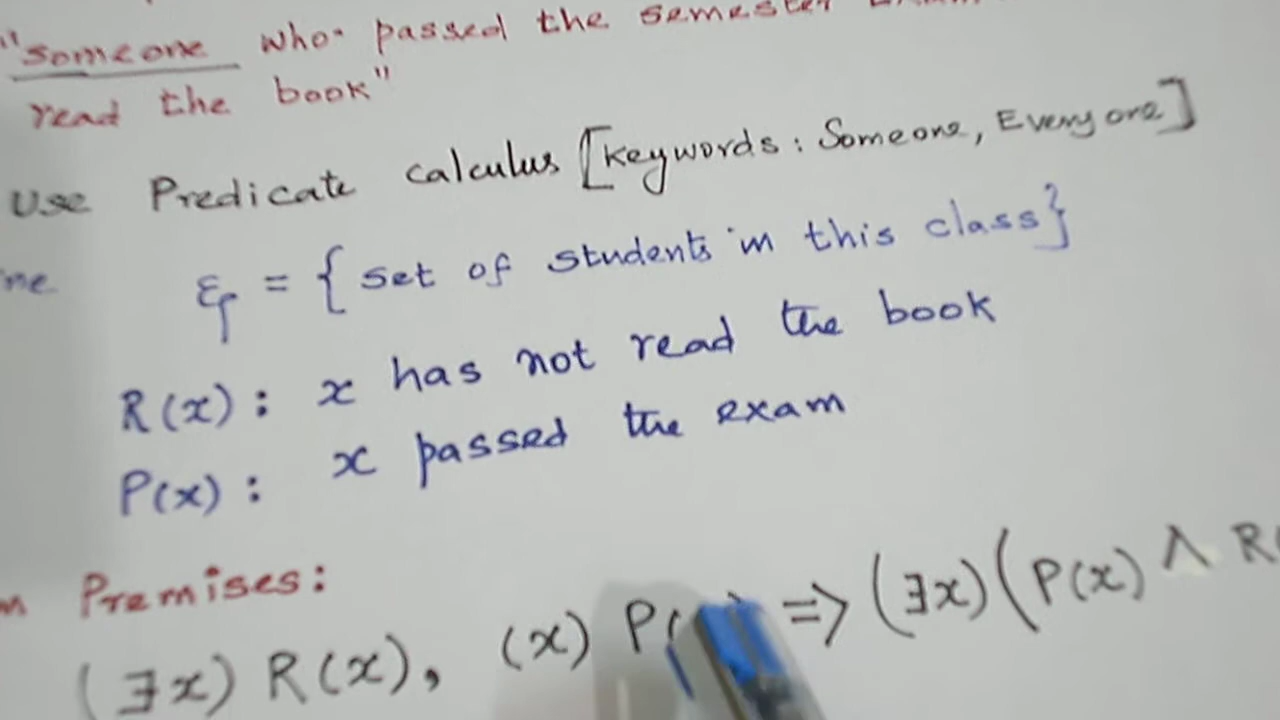 "Someone who passed the semester exam,
read the book"
Use Predicate calculus [Keywords: Someone, Everyone]
ξ = { set of students in this class}
R(x): x has not read the book
P(x): x passed the exam
Premises:
(∃x) R(x), (x) P( => (∃x)(P(x) ∧ R(